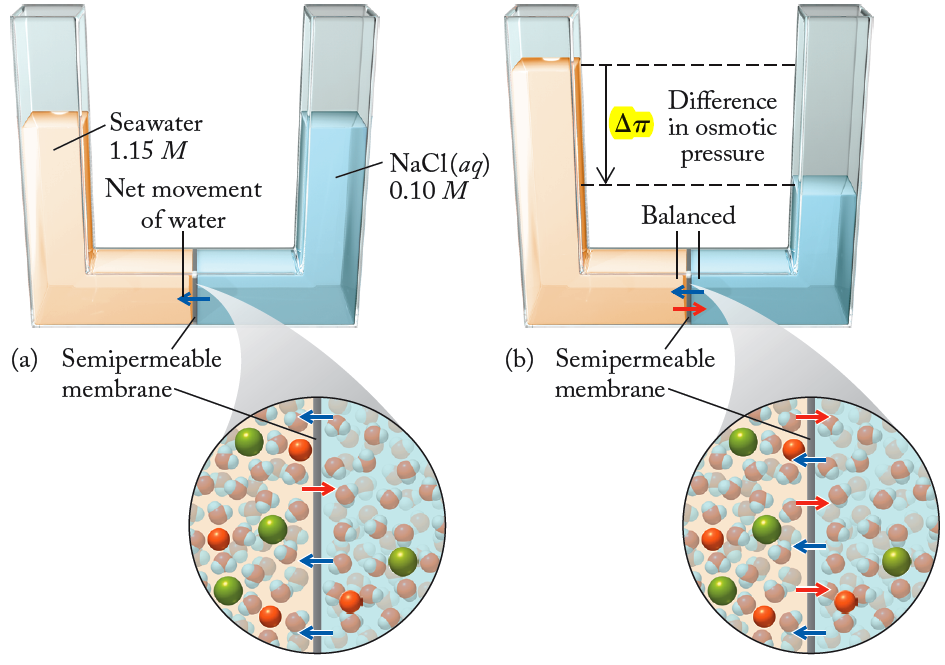 Seawater
1.15 M
Net movement
of water
NaCl(aq)
0.10 M
(a) Semipermeable
membrane
Δπ
Difference
in osmotic
pressure
Balanced
(b) Semipermeable
membrane